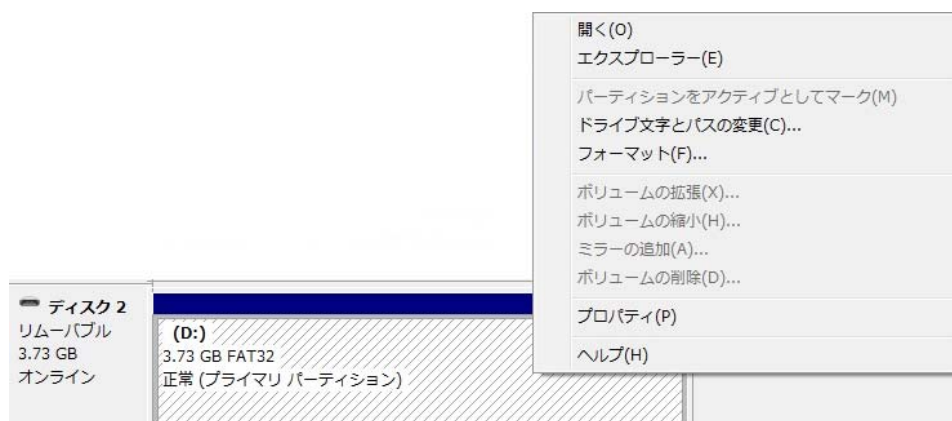 開く(O)
エクスプローラー(E)
パーティションをアクティブとしてマーク(M)
ドライブ文字とパスの変更(C)...
フォーマット(F)...
ボリュームの拡張(X)...
ボリュームの縮小(H)...
ミラーの追加(A)...
ボリュームの削除(D)...
プロパティ(P)
ヘルプ(H)
ディスク 2
リムーバブル
3.73 GB
オンライン
(D:)
3.73 GB FAT32
正常 (プライマリ パーティション)